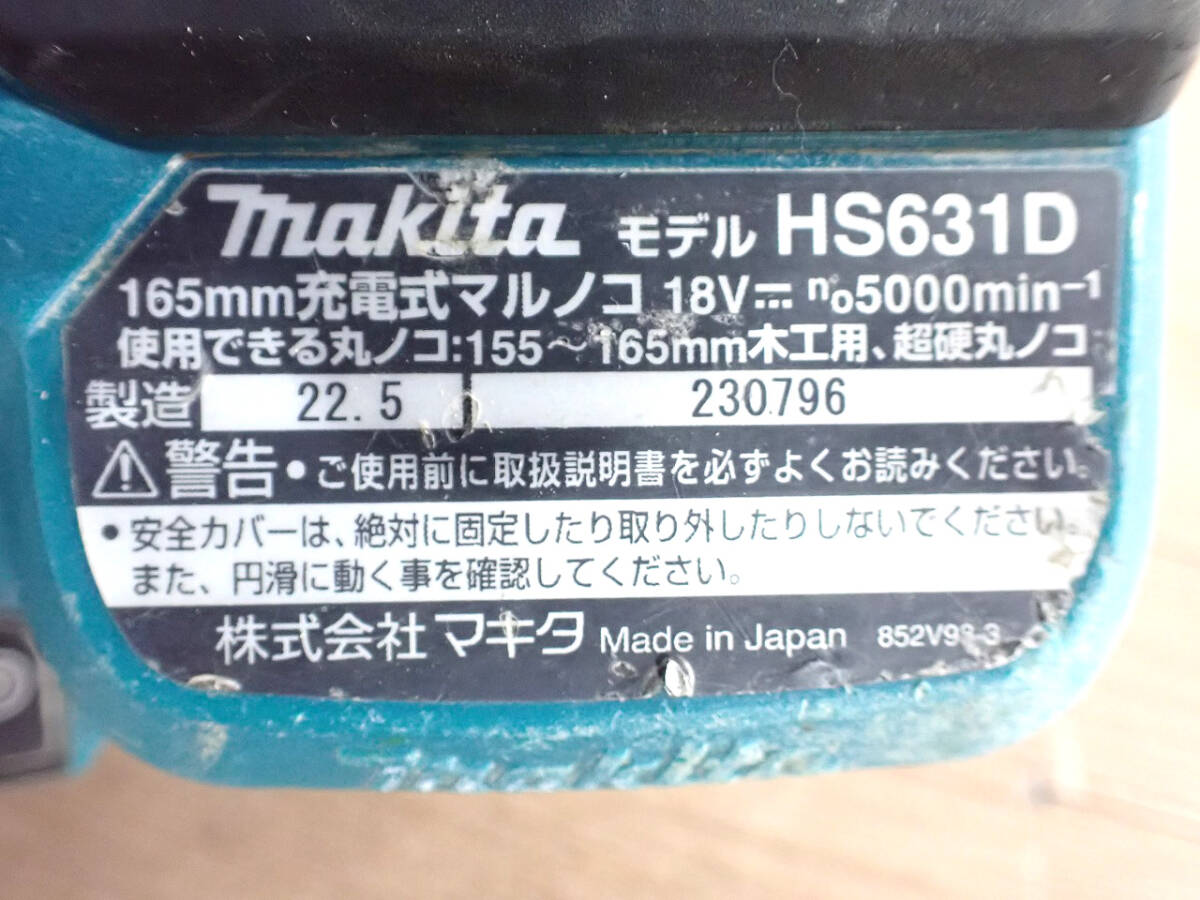 makita モデル HS631D
165mm充電式マルノコ 18V⎓ n₀5000min⁻¹
使用できる丸ノコ:155～165mm木工用、超硬丸ノコ
製造 22.5 230796
⚠警告 •ご使用前に取扱説明書を必ずよくお読みください。
•安全カバーは、絶対に固定したり取り外したりしないでください。
また、円滑に動く事を確認してください。
株式会社マキタ Made in Japan